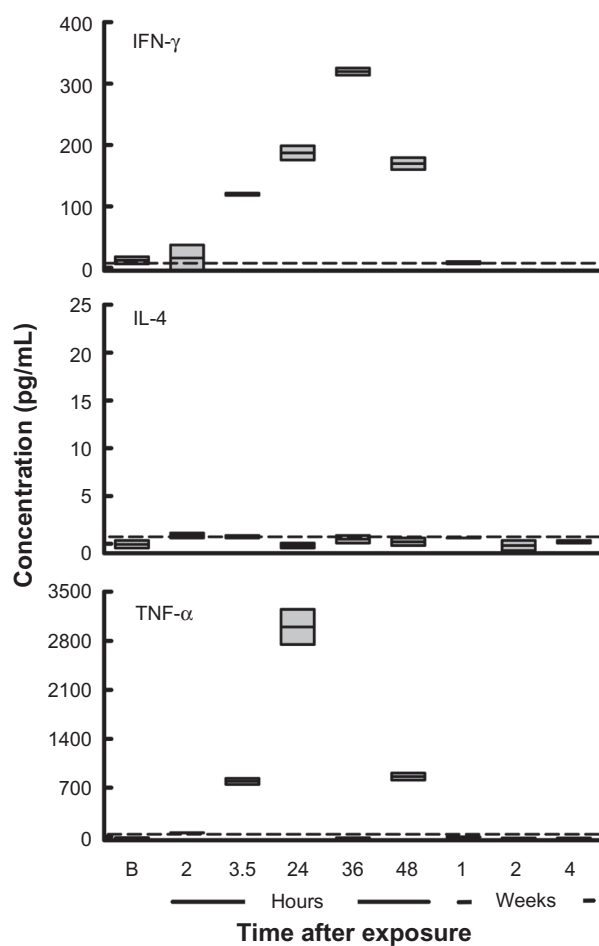 400
IFN-γ
300
200
100
0
25
IL-4
20
15
10
5
0
3500
TNF-α
2800
2100
1400
700
0
Concentration (pg/mL)
B 2 3.5 24 36 48 1 2 4
Hours Weeks
Time after exposure